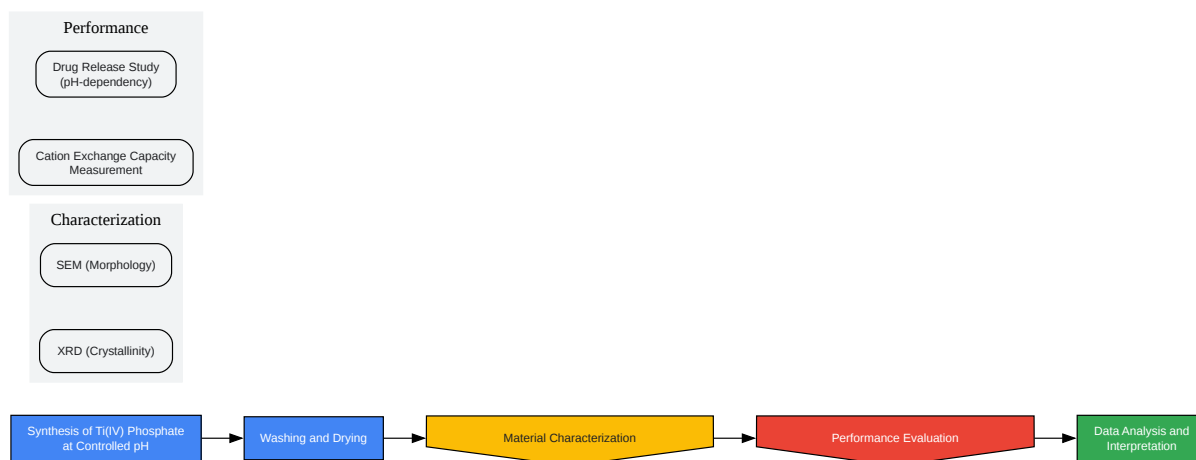 Performance
Drug Release Study
(pH-dependency)
Cation Exchange Capacity
Measurement
Characterization
SEM (Morphology)
XRD (Crystallinity)
Synthesis of Ti(IV) Phosphate
at Controlled pH
Washing and Drying
Material Characterization
Performance Evaluation
Data Analysis and
Interpretation